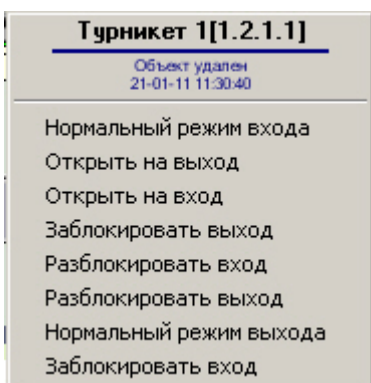 Турникет 1[1.2.1.1]
Объект удален
21-01-11 11:30:40
Нормальный режим входа
Открыть на выход
Открыть на вход
Заблокировать выход
Разблокировать вход
Разблокировать выход
Нормальный режим выхода
Заблокировать вход